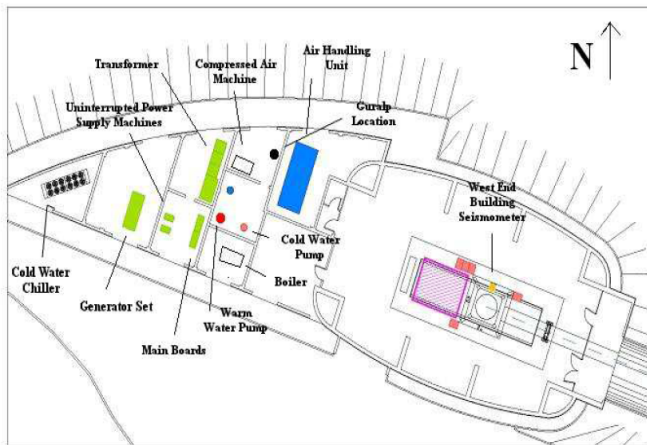 Transformer
Compressed Air
Machine
Air Handling
Unit
N
Uninterrupted Power
Supply Machines
Guralp
Location
West End
Building
Seismometer
Cold Water
Chiller
Generator Set
Main Boards
Warm
Water Pump
Boiler
Cold Water
Pump